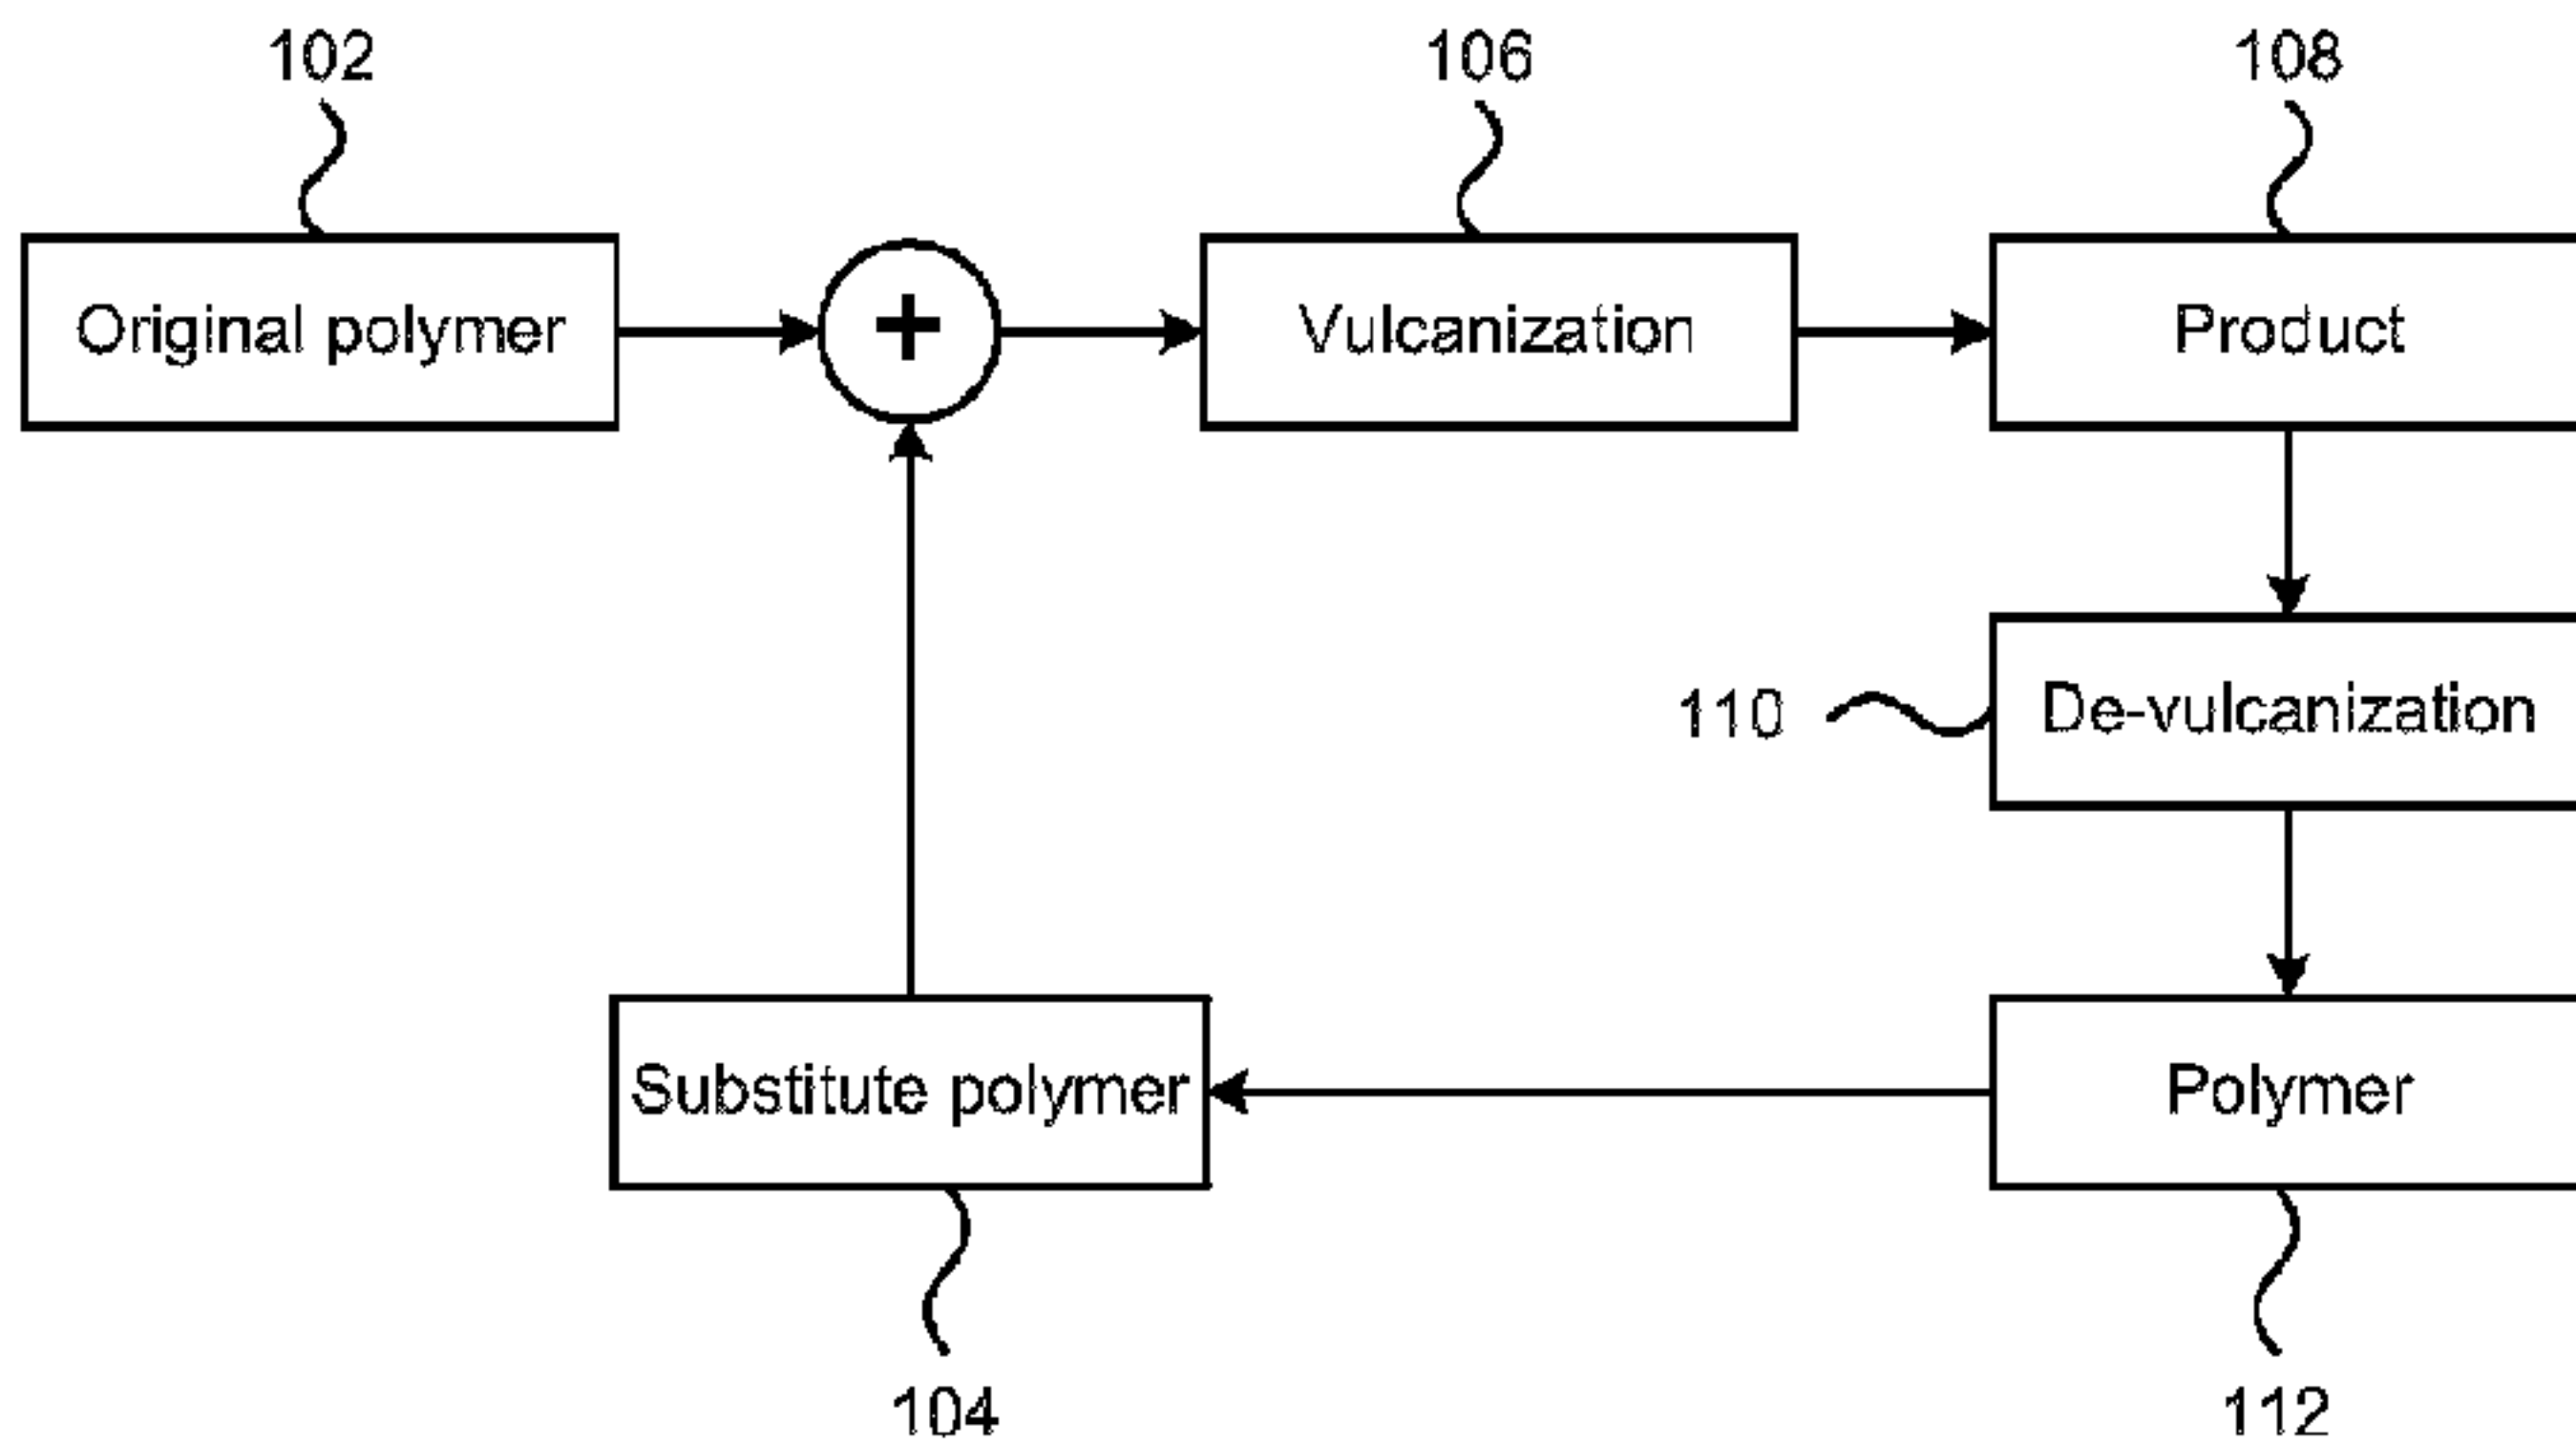 102
106
108
Original polymer
+
Vulcanization
Product
110
De-vulcanization
Substitute polymer
Polymer
104
112